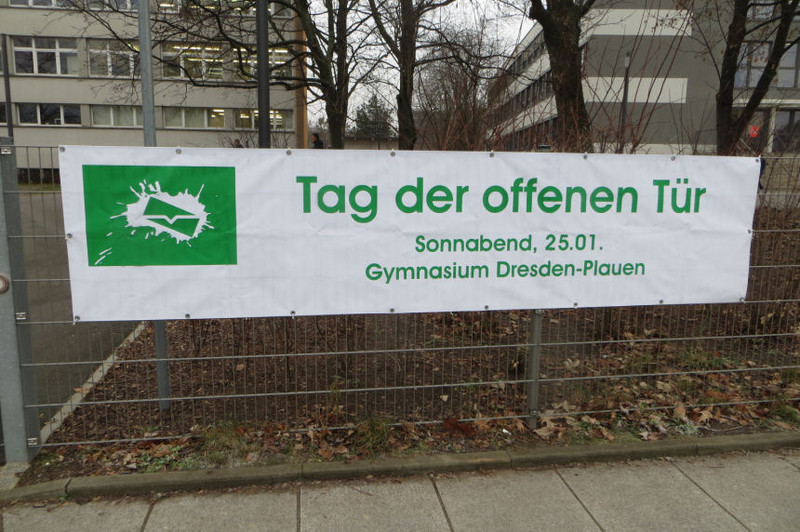 Tag der offenen Tür
Sonnabend, 25.01.
Gymnasium Dresden-Plauen